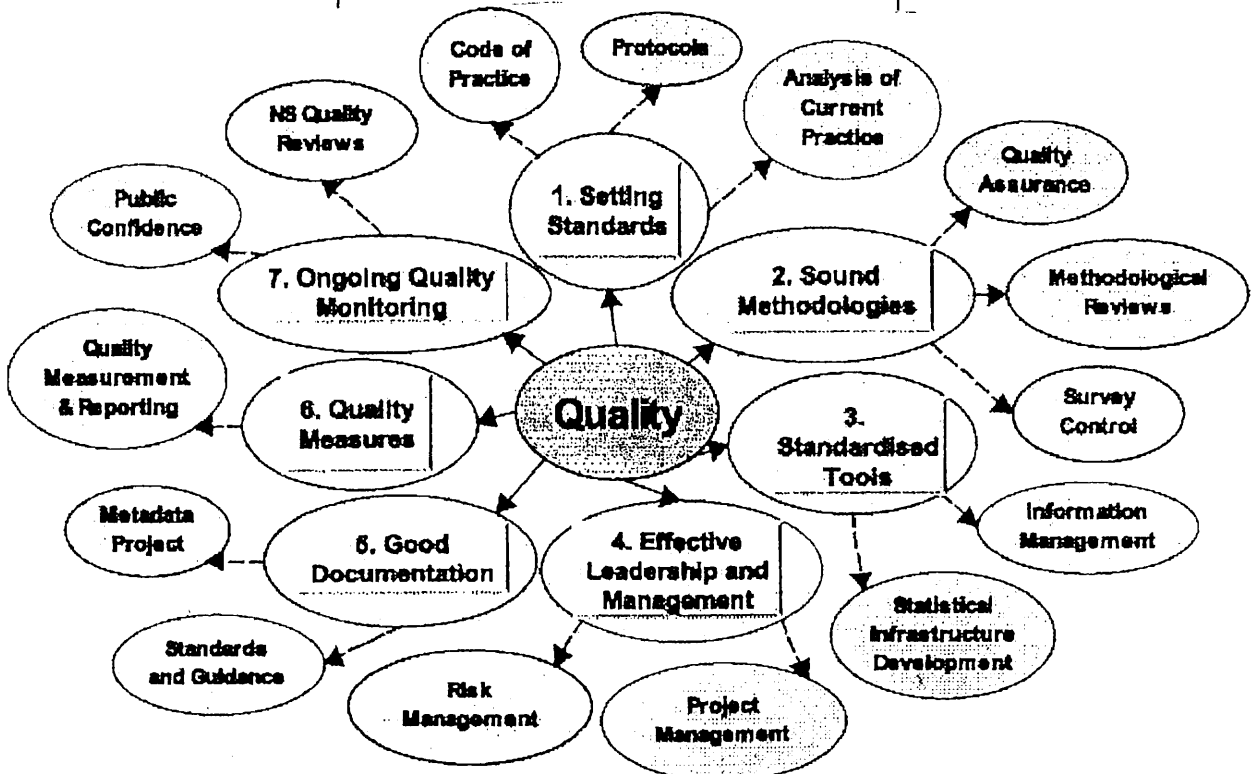 Code of
Practice
Protocols
Analysis of
Current
Practice
NS Quality
Reviews
Quality
Assurance
Public
Confidence
1. Setting
Standards
7. Ongoing Quality
Monitoring
2. Sound
Methodologies
Methodological
Reviews
Quality
Measurement
& Reporting
6. Quality
Measures
Quality
3.
Standardised
Tools
Survey
Control
Metadata
Project
5. Good
Documentation
4. Effective
Leadership and
Management
Information
Management
Statistical
Infrastructure
Development
Standards
and Guidance
Risk
Management
Project
Management